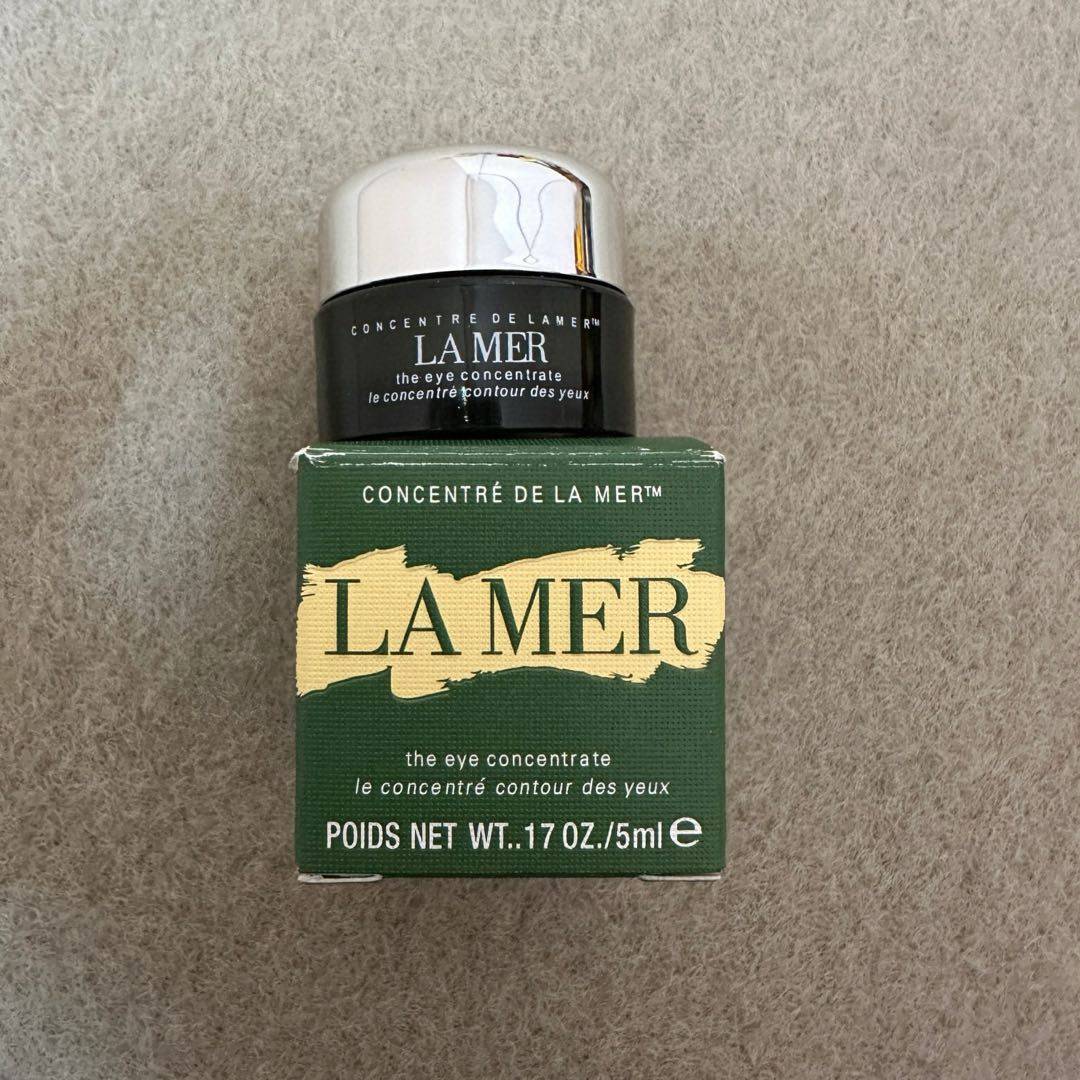 CONCENTRE DE LAMER™
LA MER
the eye concentrate
le concentré contour des yeux
CONCENTRÉ DE LA MER™
LA MER
the eye concentrate
le concentré contour des yeux
POIDS NET WT..17 OZ./5ml e